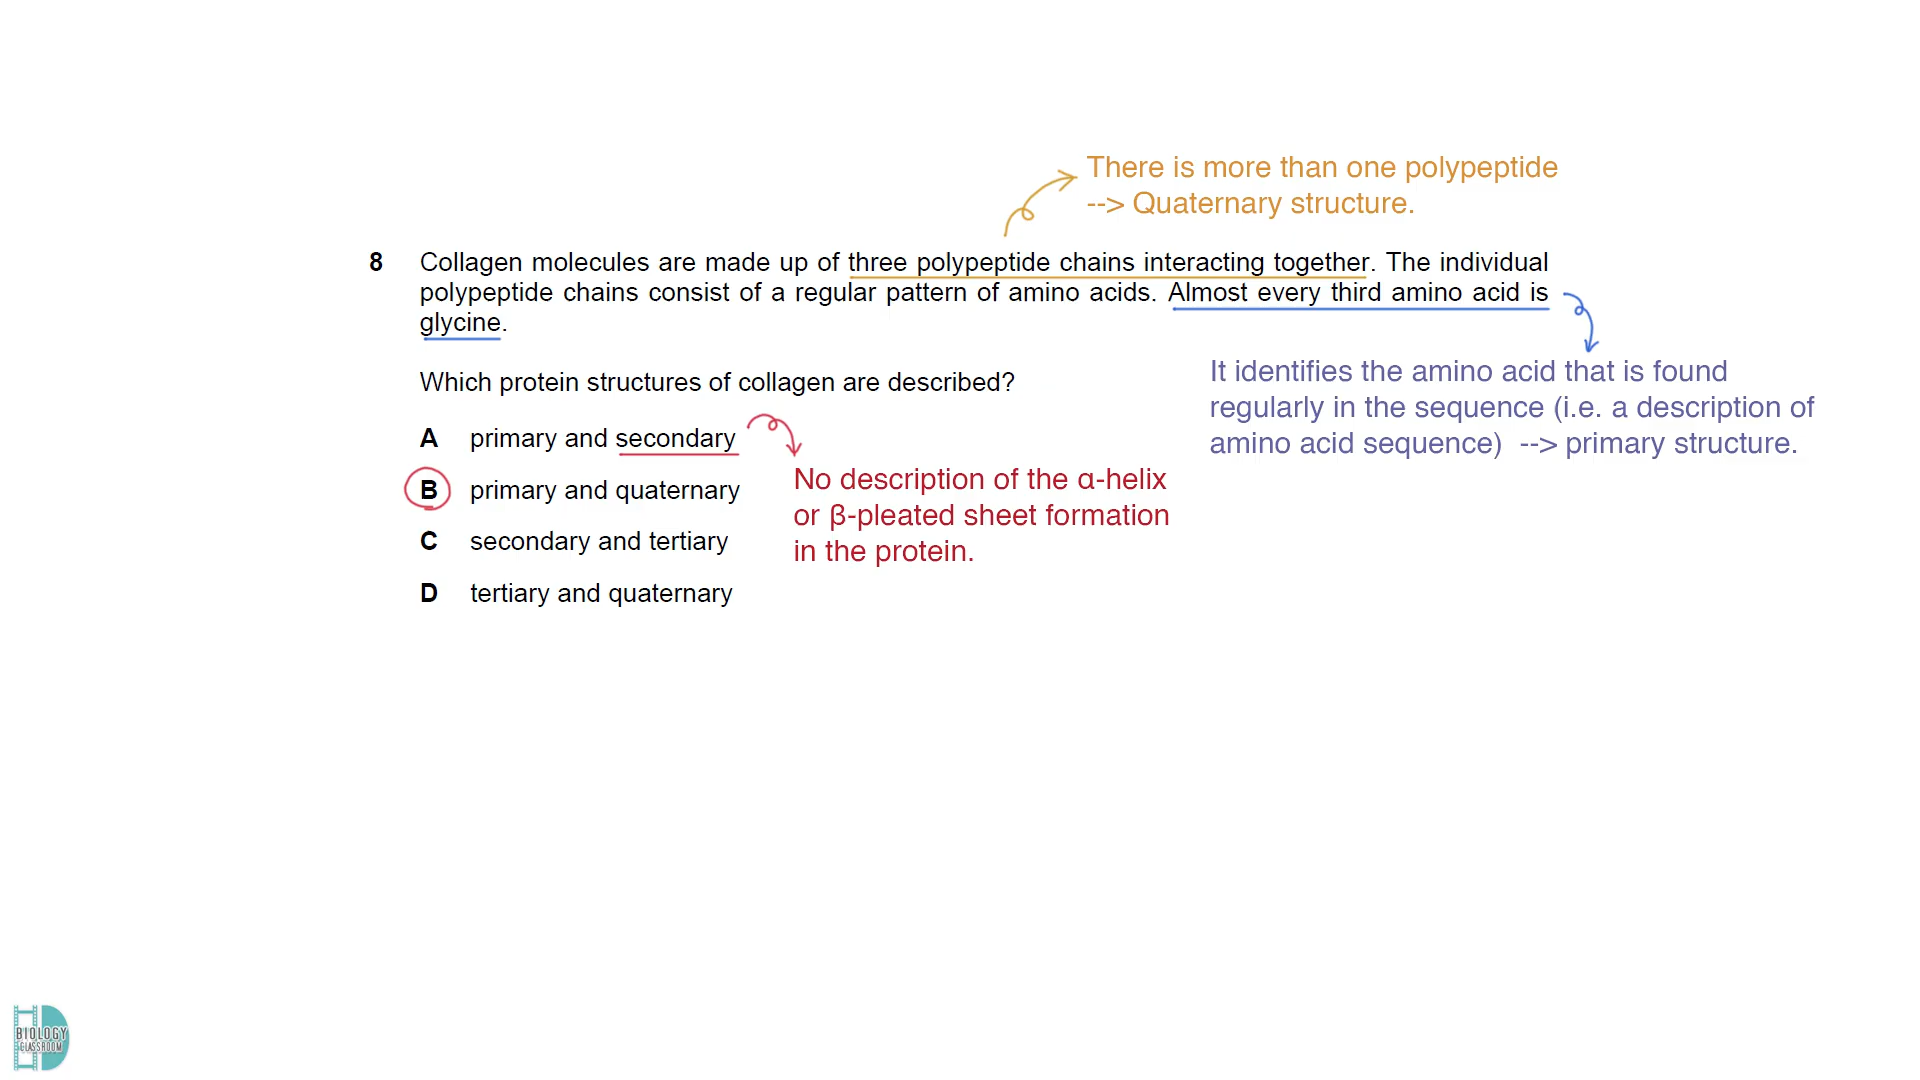 There is more than one polypeptide
--> Quaternary structure.
8 Collagen molecules are made up of three polypeptide chains interacting together. The individual
polypeptide chains consist of a regular pattern of amino acids. Almost every third amino acid is
glycine.
It identifies the amino acid that is found
regularly in the sequence (i.e. a description of
amino acid sequence) --> primary structure.
Which protein structures of collagen are described?
A primary and secondary
No description of the α-helix
or β-pleated sheet formation
in the protein.
B primary and quaternary
C secondary and tertiary
D tertiary and quaternary
BIOLOGY
CLASSROOM